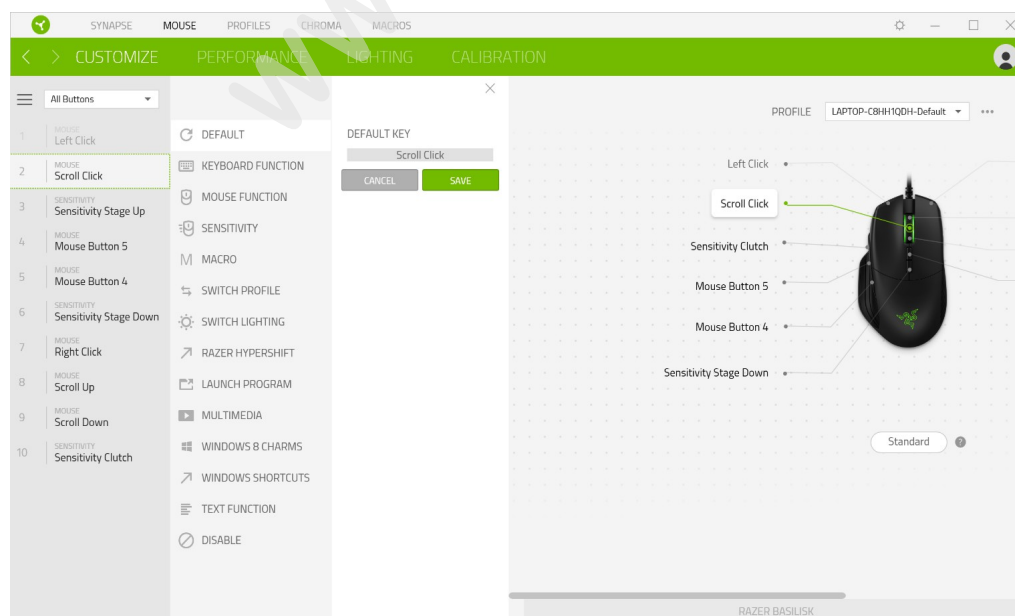 SYNAPSE MOUSE PROFILES CHROMA MACROS
CUSTOMIZE PERFORMANCE LIGHTING CALIBRATION
All Buttons
1 MOUSE
Left Click
2 MOUSE
Scroll Click
3 SENSITIVITY
Sensitivity Stage Up
4 MOUSE
Mouse Button 5
5 MOUSE
Mouse Button 4
6 SENSITIVITY
Sensitivity Stage Down
7 MOUSE
Right Click
8 MOUSE
Scroll Up
9 MOUSE
Scroll Down
10 SENSITIVITY
Sensitivity Clutch
DEFAULT
KEYBOARD FUNCTION
MOUSE FUNCTION
SENSITIVITY
M MACRO
SWITCH PROFILE
SWITCH LIGHTING
RAZER HYPERSHIFT
LAUNCH PROGRAM
MULTIMEDIA
WINDOWS 8 CHARMS
WINDOWS SHORTCUTS
TEXT FUNCTION
DISABLE
DEFAULT KEY
Scroll Click
CANCEL SAVE
PROFILE LAPTOP-C8HH1QDH-Default
Left Click
Scroll Click
Sensitivity Clutch
Mouse Button 5
Mouse Button 4
Sensitivity Stage Down
Standard ?
RAZER BASILISK